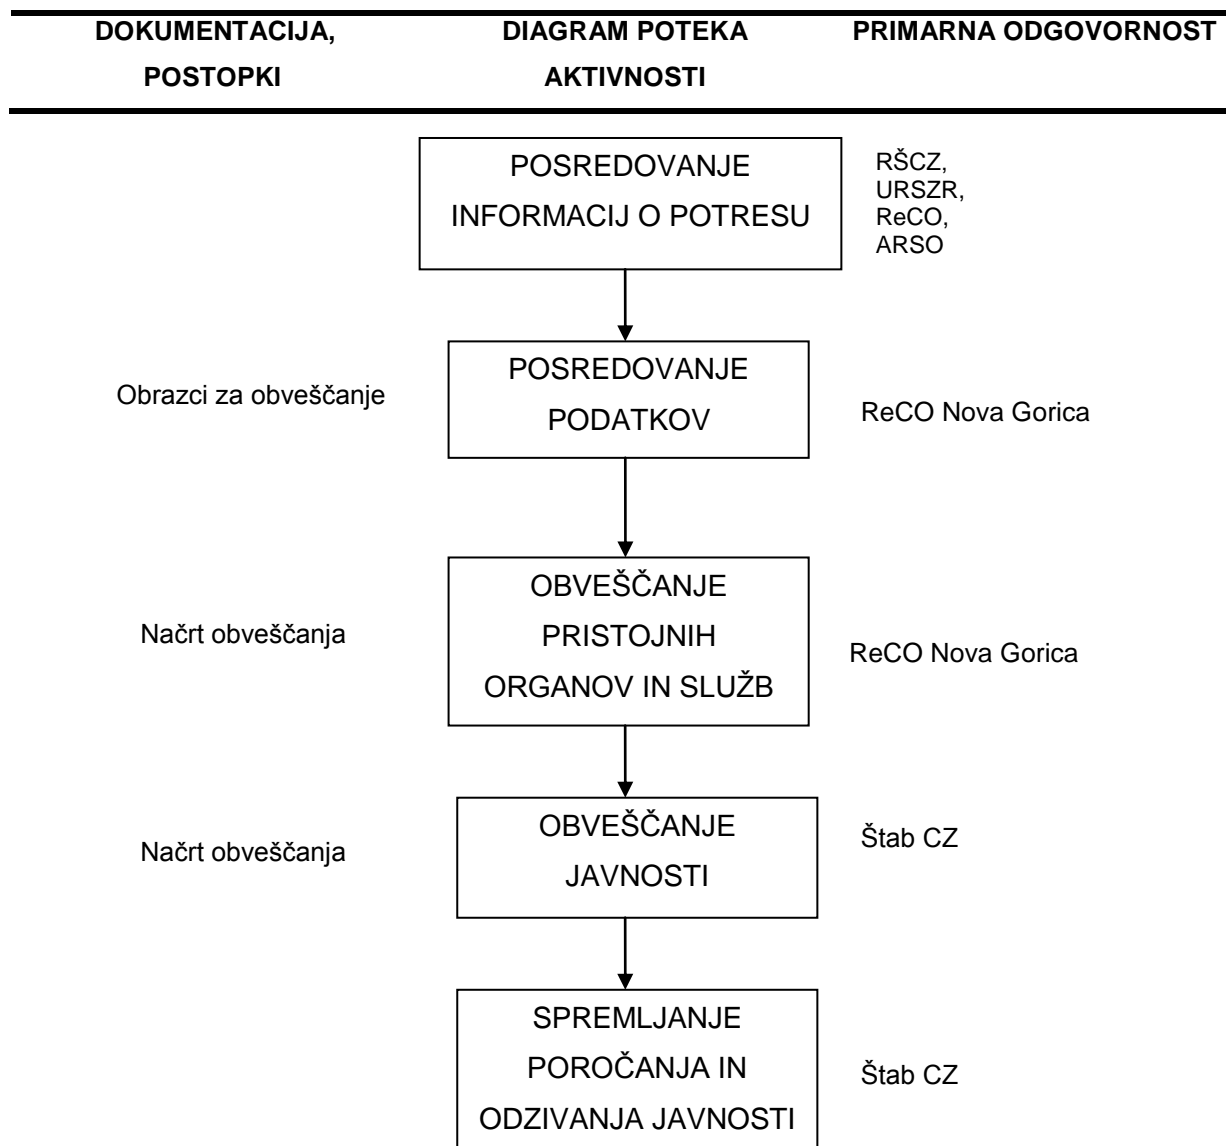 DOKUMENTACIJA,
POSTOPKI
DIAGRAM POTEKA
AKTIVNOSTI
PRIMARNA ODGOVORNOST
POSREDOVANJE
INFORMACIJ O POTRESU
RŠCZ,
URSZR,
ReCO,
ARSO
Obrazci za obveščanje
POSREDOVANJE
PODATKOV
ReCO Nova Gorica
Načrt obveščanja
OBVEŠČANJE
PRISTOJNIH
ORGANOV IN SLUŽB
ReCO Nova Gorica
Načrt obveščanja
OBVEŠČANJE
JAVNOSTI
Štab CZ
SPREMLJANJE
POROČANJA IN
ODZIVANJA JAVNOSTI
Štab CZ